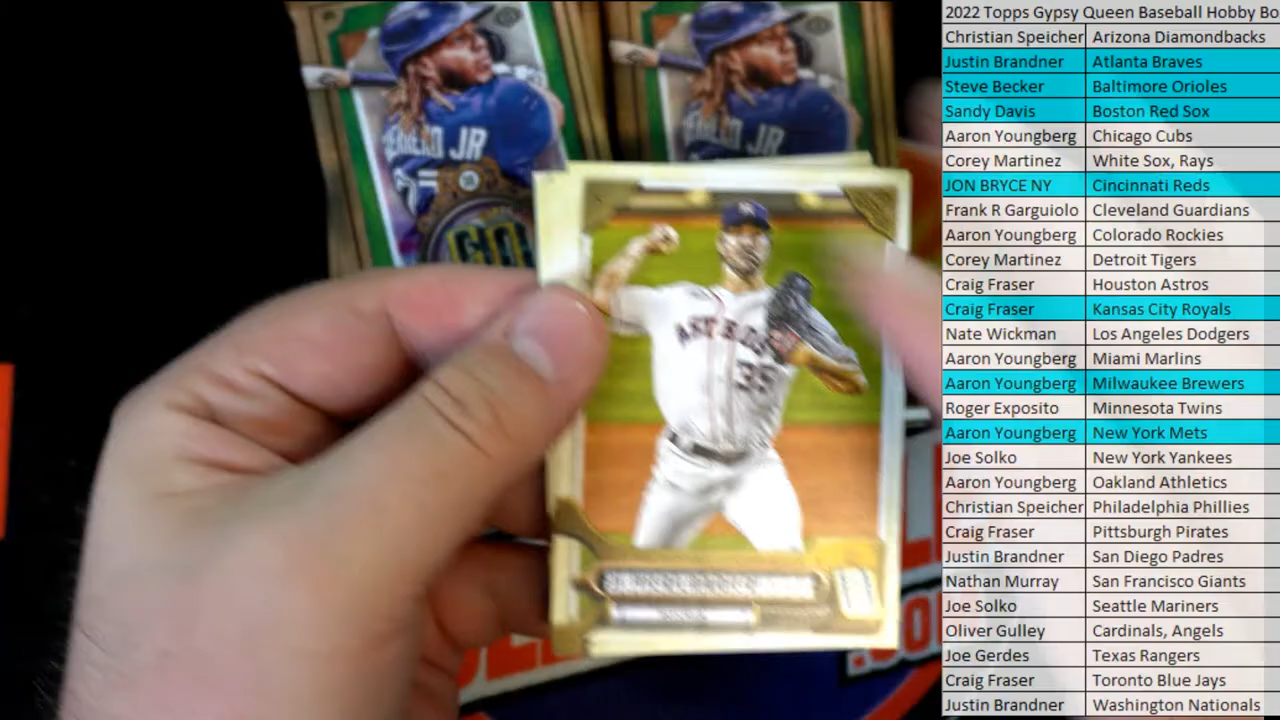 2022 Topps Gypsy Queen Baseball Hobby Bo
Christian Speicher Arizona Diamondbacks
Justin Brandner Atlanta Braves
Steve Becker Baltimore Orioles
Sandy Davis Boston Red Sox
Aaron Youngberg Chicago Cubs
Corey Martinez White Sox, Rays
JON BRYCE NY Cincinnati Reds
Frank R Garguiolo Cleveland Guardians
Aaron Youngberg Colorado Rockies
Corey Martinez Detroit Tigers
Craig Fraser Houston Astros
Craig Fraser Kansas City Royals
Nate Wickman Los Angeles Dodgers
Aaron Youngberg Miami Marlins
Aaron Youngberg Milwaukee Brewers
Roger Exposito Minnesota Twins
Aaron Youngberg New York Mets
Joe Solko New York Yankees
Aaron Youngberg Oakland Athletics
Christian Speicher Philadelphia Phillies
Craig Fraser Pittsburgh Pirates
Justin Brandner San Diego Padres
Nathan Murray San Francisco Giants
Joe Solko Seattle Mariners
Oliver Gulley Cardinals, Angels
Joe Gerdes Texas Rangers
Craig Fraser Toronto Blue Jays
Justin Brandner Washington Nationals
JR
JR
ASTROS
35